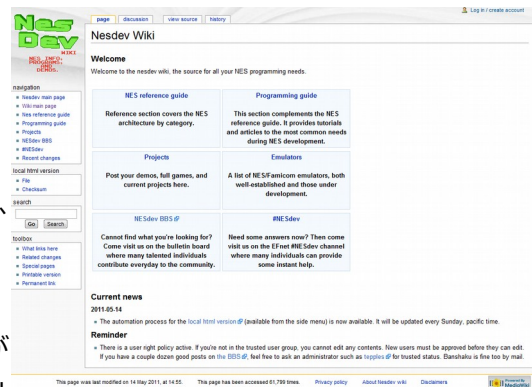 Log in / create account
page discussion view source history
NesDev
WIKI
NES INFO,
PROGRAMS,
AND
DEMOS.
Nesdev Wiki
Welcome
Welcome to the nesdev wiki, the source for all your NES programming needs.
NES reference guide
Reference section covers the NES
architecture by category.
Programming guide
This section complements the NES
reference guide. It provides tutorials
and articles to the most common needs
during NES development.
Projects
Post your demos, full games, and
current projects here.
Emulators
A list of NES/Famicom emulators, both
well-established and those under
development.
NESdev BBS
Cannot find what you're looking for?
Come visit us on the bulletin board
where many talented individuals
contribute everyday to the community.
#NESdev
Need some answers now? Then come
visit us on the EFnet #NESdev channel
where many individuals can provide
some instant help.
Current news
2011-05-14
The automation process for the local html version (available from the side menu) is now available. It will be updated every Sunday, pacific time.
Reminder
There is a user right policy active. If you're not in the trusted user group, you cannot edit any contents. New users must be approved before they can edit.
If you have a couple dozen good posts on the BBS, feel free to ask an administrator such as tepples for trusted status. Banshaku is fine too by mail.
navigation
Nesdev main page
Wiki main page
Nes reference guide
Programming guide
Projects
NESdev BBS
#NESdev
Recent changes
local html version
File
Checksum
search
Go Search
toolbox
What links here
Related changes
Special pages
Printable version
Permanent link
This page was last modified on 14 May 2011, at 14:55. This page has been accessed 61,799 times. Privacy policy About Nesdev wiki Disclaimers
Powered By
MediaWiki